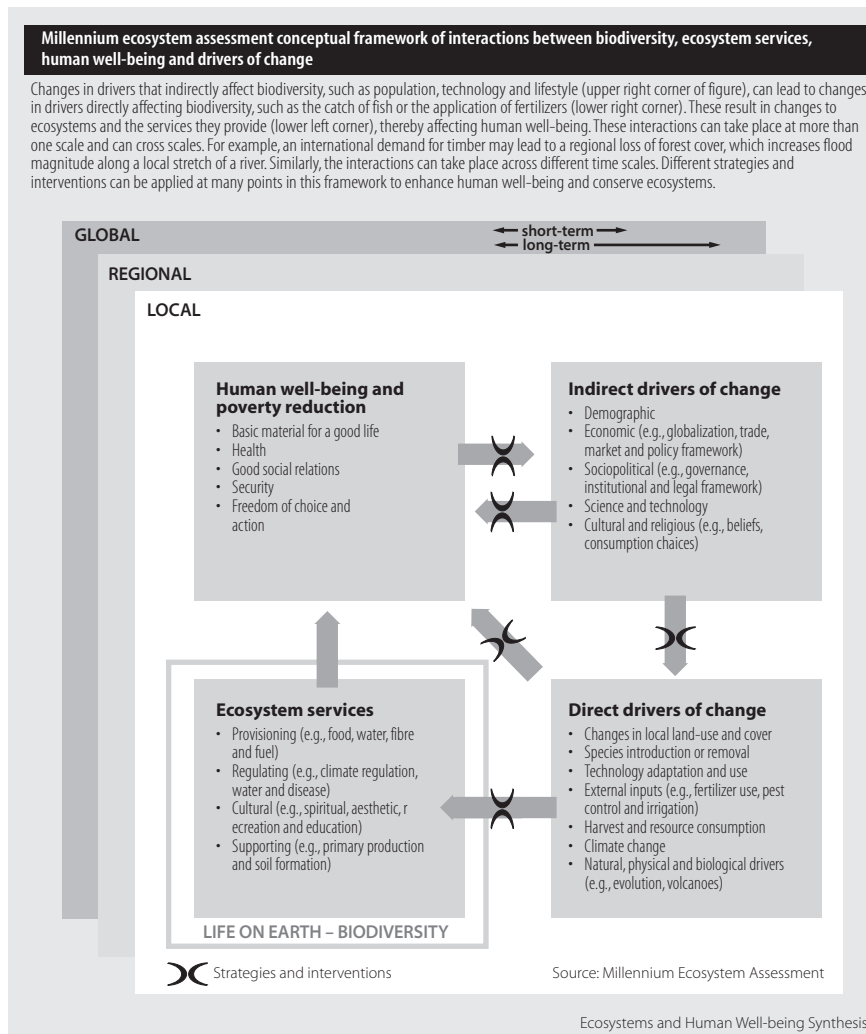 Millennium ecosystem assessment conceptual framework of interactions between biodiversity, ecosystem services,
human well-being and drivers of change
Changes in drivers that indirectly affect biodiversity, such as population, technology and lifestyle (upper right corner of figure), can lead to changes
in drivers directly affecting biodiversity, such as the catch of fish or the application of fertilizers (lower right corner). These result in changes to
ecosystems and the services they provide (lower left corner), thereby affecting human well-being. These interactions can take place at more than
one scale and can cross scales. For example, an international demand for timber may lead to a regional loss of forest cover, which increases flood
magnitude along a local stretch of a river. Similarly, the interactions can take place across different time scales. Different strategies and
interventions can be applied at many points in this framework to enhance human well-being and conserve ecosystems.
GLOBAL
short-term
long-term
REGIONAL
LOCAL
Human well-being and
poverty reduction
• Basic material for a good life
• Health
• Good social relations
• Security
• Freedom of choice and
action
Indirect drivers of change
• Demographic
• Economic (e.g., globalization, trade,
market and policy framework)
• Sociopolitical (e.g., governance,
institutional and legal framework)
• Science and technology
• Cultural and religious (e.g., beliefs,
consumption choices)
Ecosystem services
• Provisioning (e.g., food, water, fibre
and fuel)
• Regulating (e.g., climate regulation,
water and disease)
• Cultural (e.g., spiritual, aesthetic, r
ecreation and education)
• Supporting (e.g., primary production
and soil formation)
LIFE ON EARTH – BIODIVERSITY
Direct drivers of change
• Changes in local land-use and cover
• Species introduction or removal
• Technology adaptation and use
• External inputs (e.g., fertilizer use, pest
control and irrigation)
• Harvest and resource consumption
• Climate change
• Natural, physical and biological drivers
(e.g., evolution, volcanoes)
Strategies and interventions
Source: Millennium Ecosystem Assessment
Ecosystems and Human Well-being Synthesis